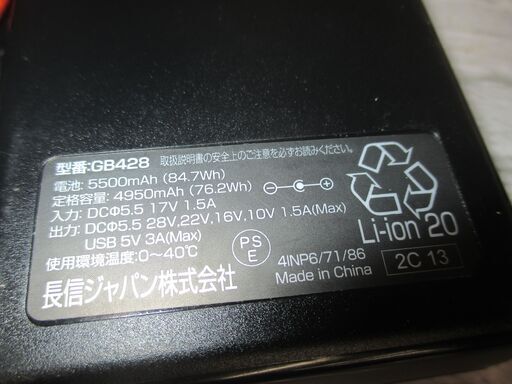 型番:GB428 取扱説明書の安全上のご注意を必ずお読みください。
電池: 5500mAh (84.7Wh)
定格容量: 4950mAh (76.2Wh)
入力: DCΦ5.5 17V 1.5A
出力: DCΦ5.5 28V,22V,16V,10V 1.5A(Max)
USB 5V 3A(Max)
使用環境温度:0~40℃
長信ジャパン株式会社
PS
E
4INP6/71/86
Made in China
Li-ion 20
2C 13